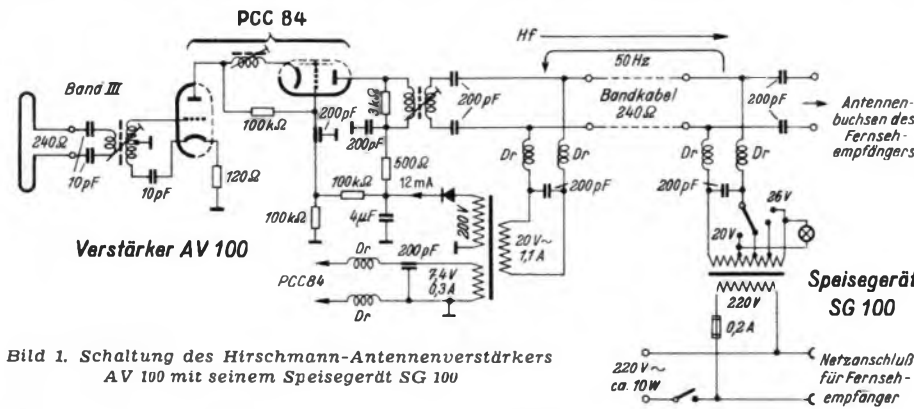 PCC 84
Hf
50 Hz
Band III
240Ω
10pF
10pF
120Ω
100kΩ
200pF
3kΩ
200pF
500Ω
12mA
100kΩ
100kΩ
4µF
200V
200pF
Bandkabel
240Ω
200pF
Antennen-
buchsen des
Fernseh-
empfängers
Dr
Dr
Dr
Dr
200pF
200pF
26V
20V
20V~
1,1A
Verstärker AV 100
PCC84
Dr
Dr
200pF
7,4V
0,3A
220V
Speisegerät
SG 100
0,2A
220V~
ca. 10W
Netzanschluß
für Fernseh-
empfänger
Bild 1. Schaltung des Hirschmann-Antennenverstärkers
AV 100 mit seinem Speisegerät SG 100